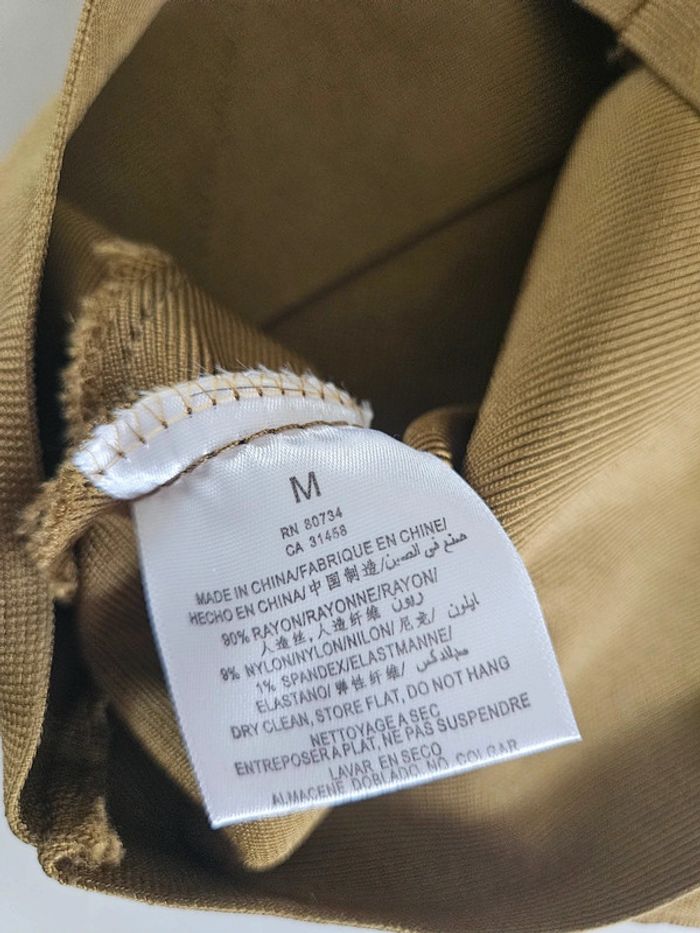 M
RN 80734
CA 31458
MADE IN CHINA/FABRIQUE EN CHINE/
HECHO EN CHINA/中国制造/صنع في الصين
90% RAYON/RAYONNE/RAYON/
人造丝, 人造纤维 رايون
9% NYLON/NYLON/NILON/尼龙/ نايلون
1% SPANDEX/ELASTMANNE/
ELASTANO/弹性纤维/
DRY CLEAN, STORE FLAT, DO NOT HANG
NETTOYAGE A SEC
ENTREPOSER A PLAT, NE PAS SUSPENDRE
LAVAR EN SECO
ALMACENE DOBLADO, NO COLGAR